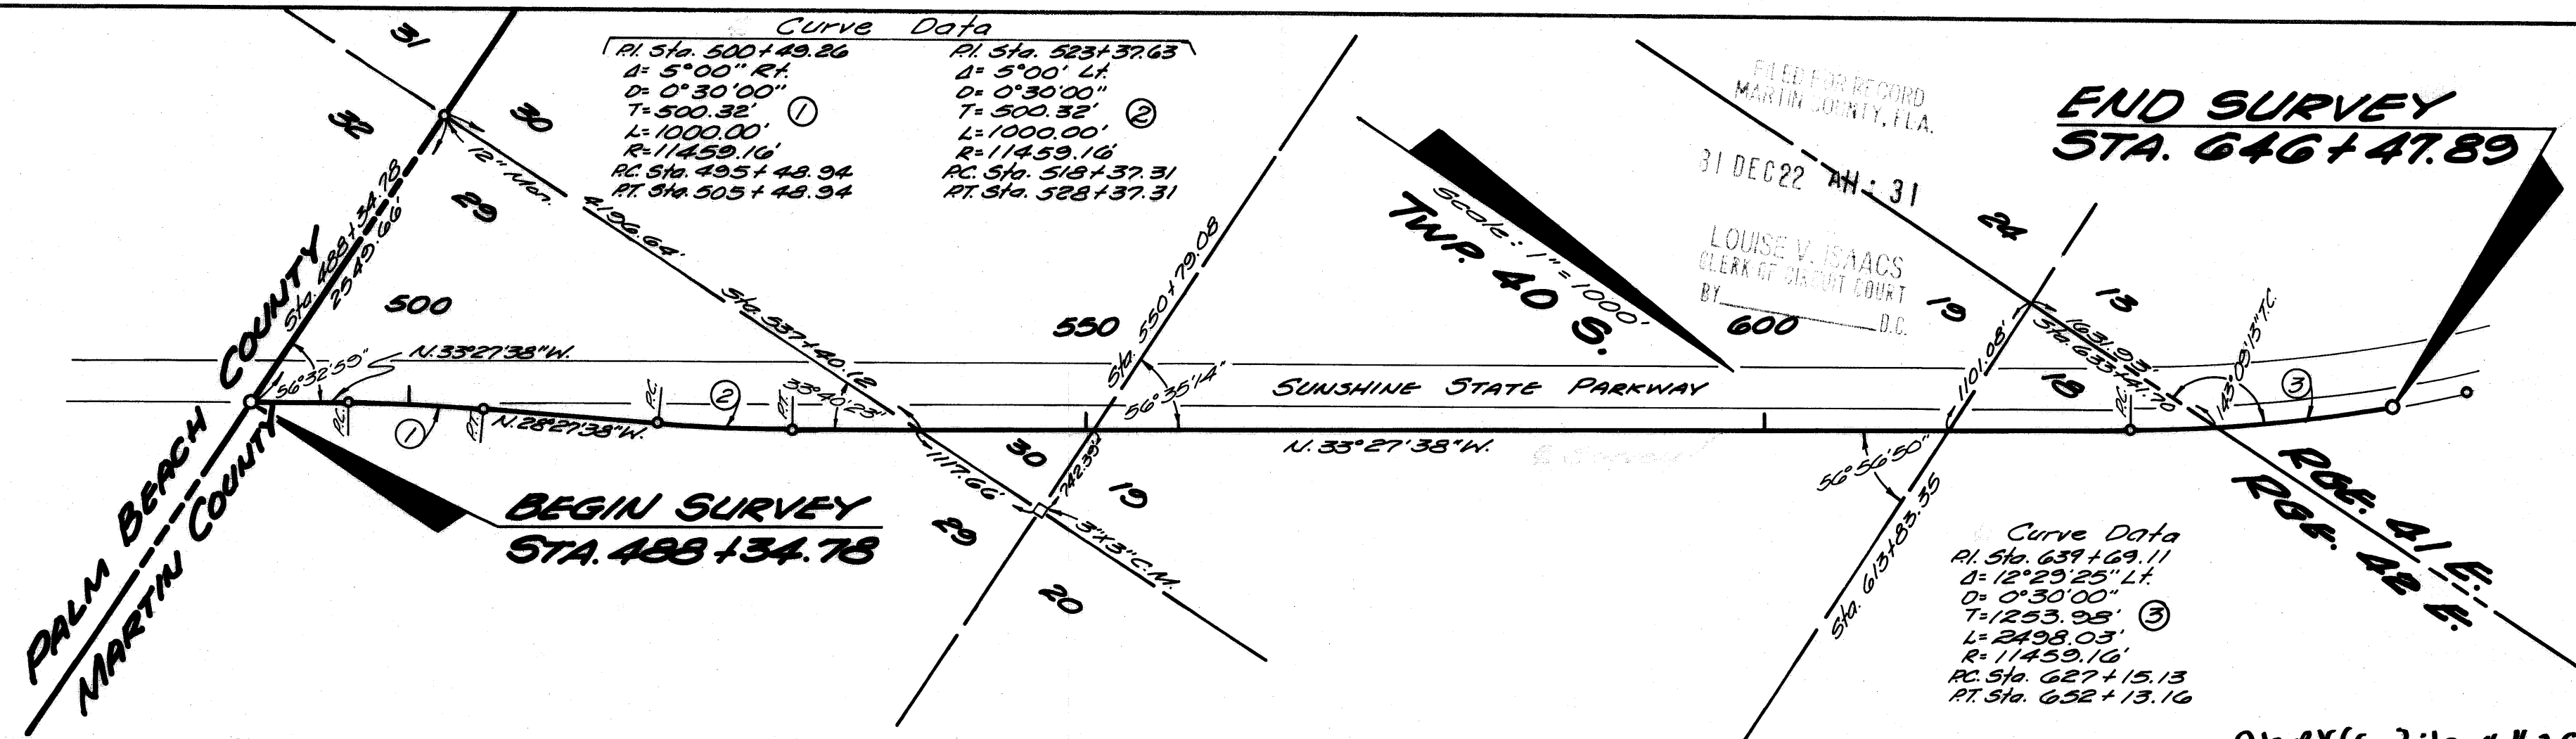 Curve Data
P.I. Sta. 500+49.26
Δ= 5°00" Rt.
D= 0°30'00"
T=500.32'
L=1000.00'
R=11459.16'
P.C. Sta. 495+48.94
P.T. Sta. 505+48.94
1
P.I. Sta. 523+37.63
Δ= 5°00' Lt.
D= 0°30'00"
T= 500.32'
L=1000.00'
R=11459.16'
P.C. Sta. 518+37.31
P.T. Sta. 528+37.31
2
FILED FOR RECORD
MARTIN COUNTY, FLA.
31 DEC 22 AH : 31
LOUISE V. ISAACS
CLERK OF CIRCUIT COURT
BY D.C.
END SURVEY
STA. 646+47.89
31
32
30
29
12" Mon.
4196.64'
Sta. 537+40.12
Sta. 488+34.78
2549.66'
PALM BEACH COUNTY
MARTIN COUNTY
500
550
600
Sta. 550+79.08
Scale: 1"=1000'
TWP. 40 S.
24
19
13
18
1101.08'
1631.93'
Sta. 633+41.70
143°08'13" T.C.
3
56°32'59"
N.33°27'38"W.
P.C.
1
P.T.
N.28°27'38"W.
P.C.
2
P.T.
33°40'23"
56°35'14"
SUNSHINE STATE PARKWAY
P.C.
N.33°27'38"W.
56°56'50"
Sta. 613+83.35
1117.66'
30
742.39'
19
29
3"X3" C.M.
20
BEGIN SURVEY
STA. 488+34.78
RGE. 41 E.
RGE. 42 E.
Curve Data
P.I. Sta. 639+69.11
Δ= 12°29'25" Lt.
D= 0°30'00"
T=1253.98'
L= 2498.03'
R= 11459.16'
P.C. Sta. 627+15.13
P.T. Sta. 652+13.16
3